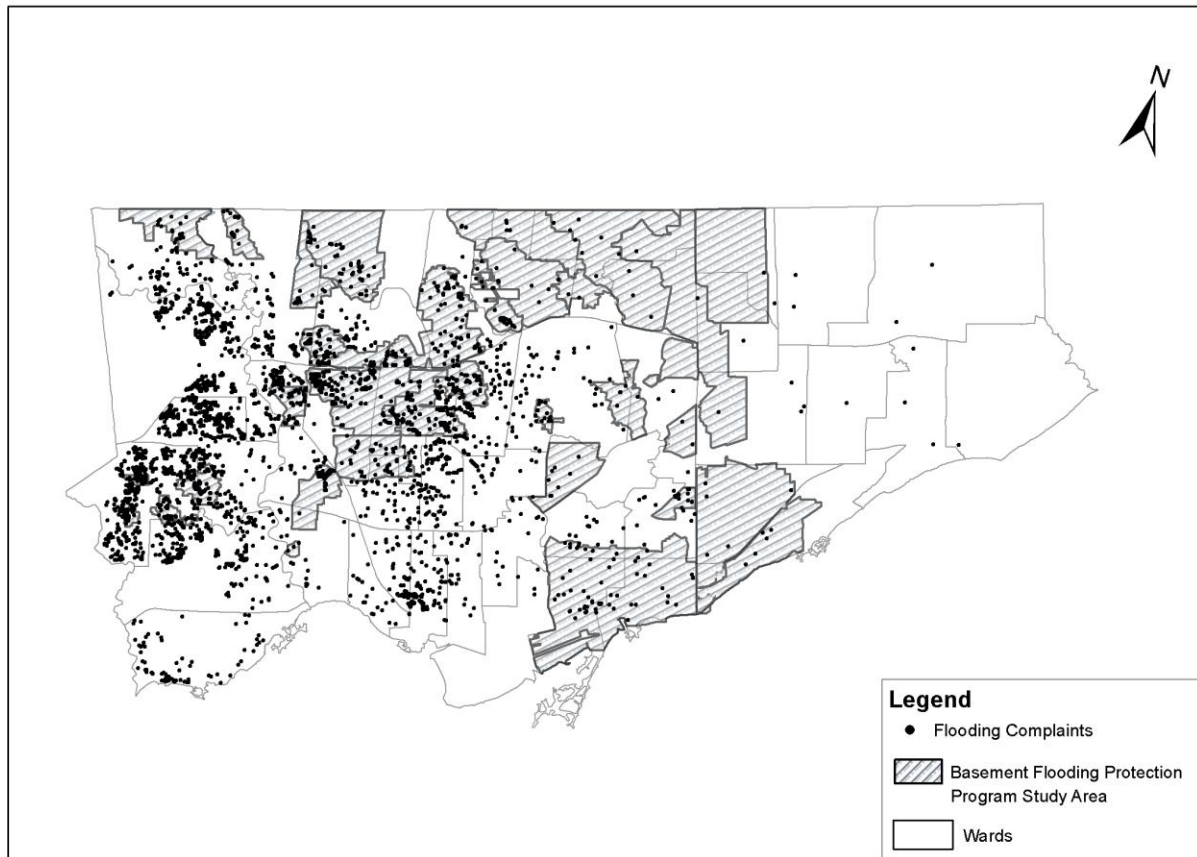 N
Legend
Flooding Complaints
Basement Flooding Protection
Program Study Area
Wards